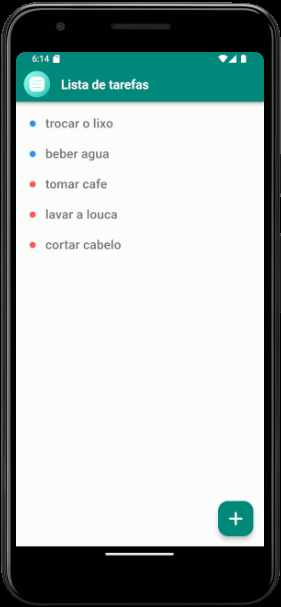 6:14
Lista de tarefas
trocar o lixo
beber agua
tomar cafe
lavar a louca
cortar cabelo